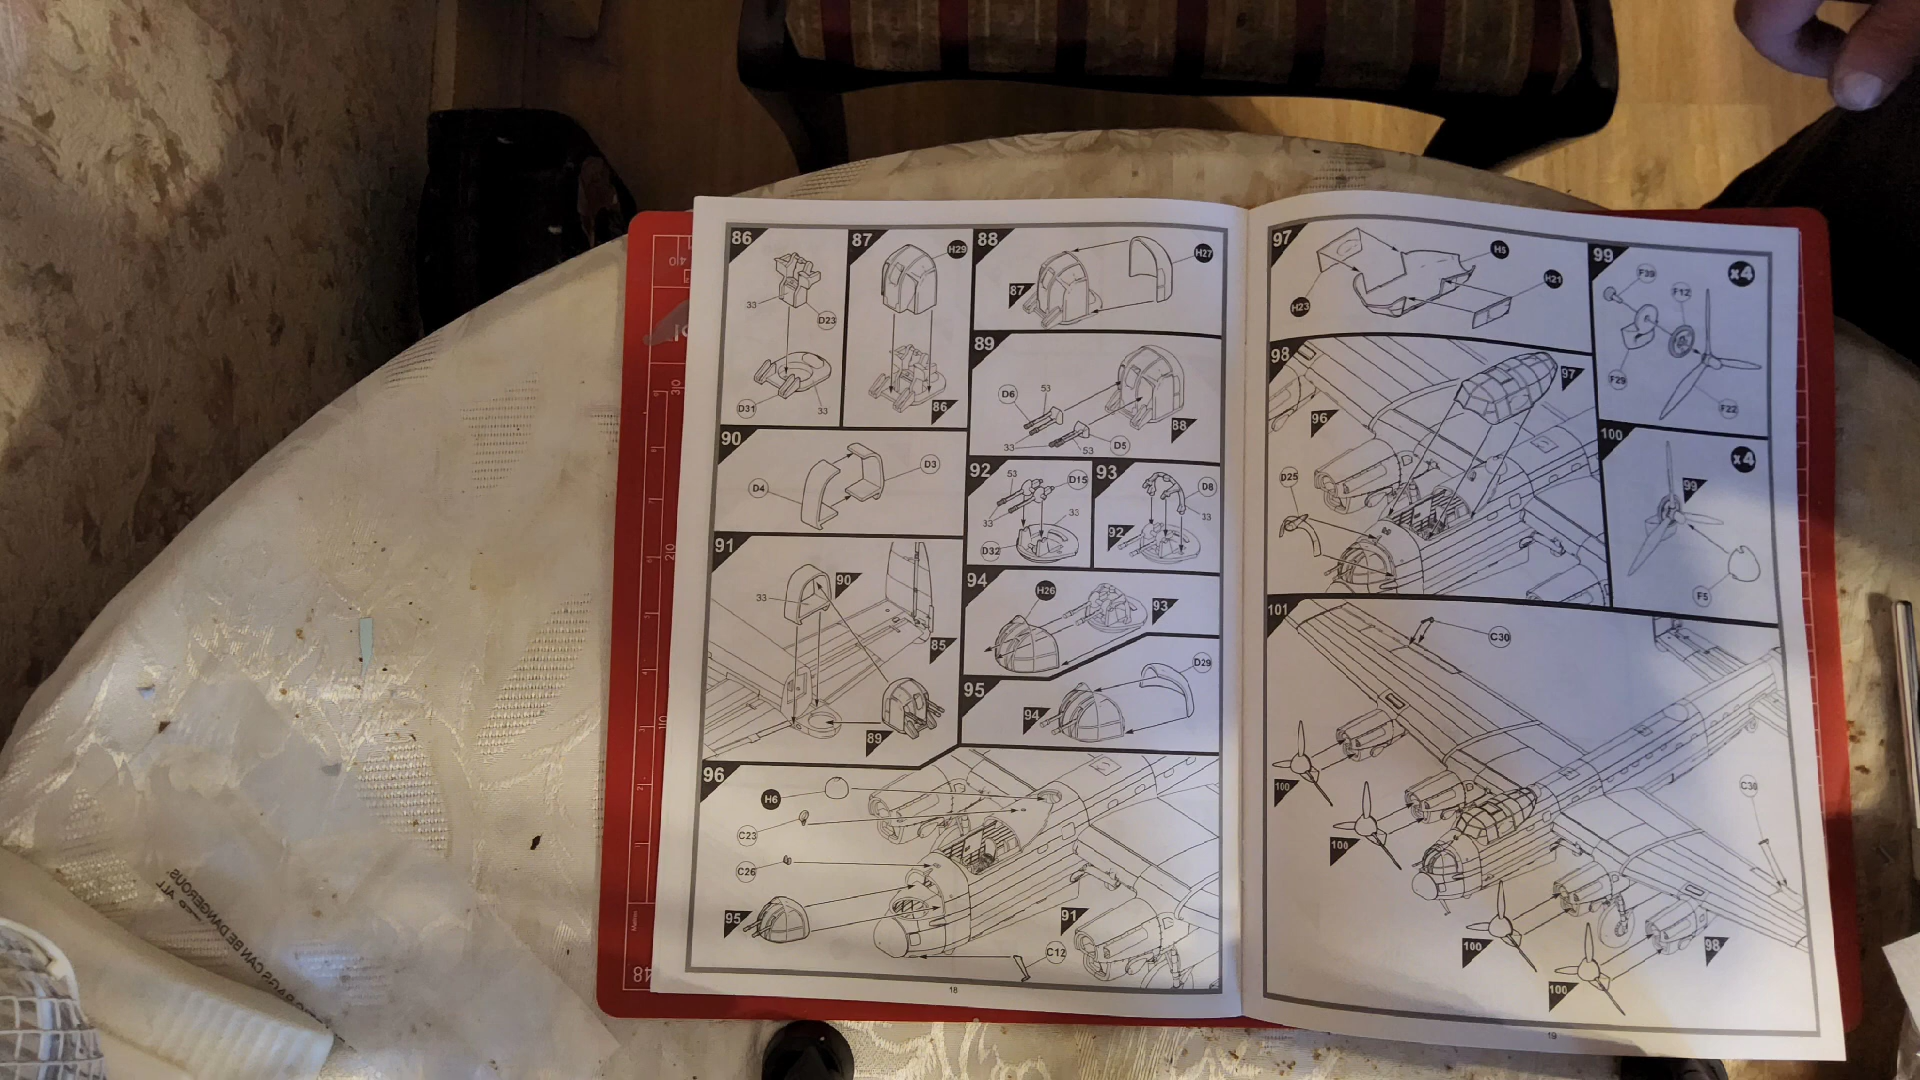 86
33
D23
D31
33
87
H29
86
88
H27
87
89
D6
53
33
53
D5
88
90
D3
D4
91
90
33
85
89
92
53
D15
33
33
D32
93
D8
33
92
94
H26
93
95
D29
94
96
H6
C23
C26
95
91
C12
18
97
H5
H21
H23
98
97
96
D25
99
x4
F39
F12
F29
F22
100
x4
99
F5
101
C30
C38
100
100
100
100
98
19
BAGS CAN BE DANGEROUS.